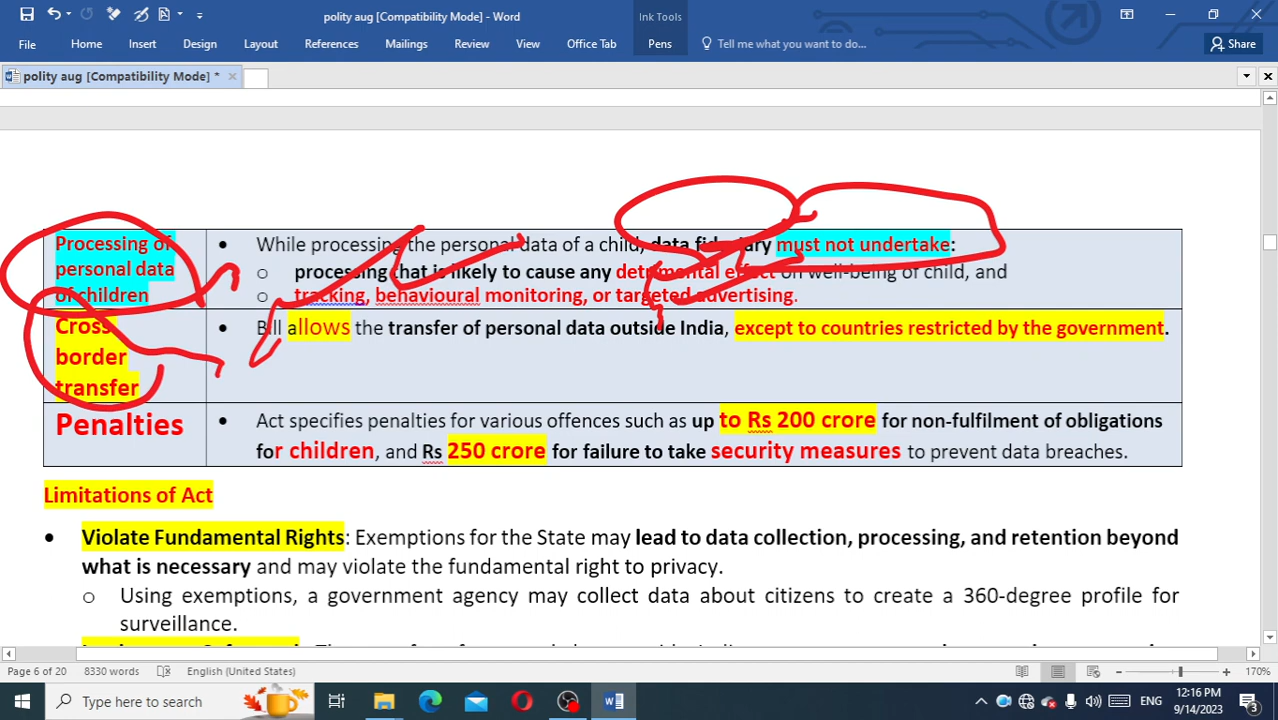 polity aug [Compatibility Mode] - Word
Ink Tools
File Home Insert Design Layout References Mailings Review View Office Tab Pens Tell me what you want to do... Share
polity aug [Compatibility Mode] *
Processing of personal data of children
• While processing the personal data of a child, data fiduciary must not undertake:
o processing that is likely to cause any detrimental effect on well-being of child, and
o tracking, behavioural monitoring, or targeted advertising.
Cross border transfer
• Bill allows the transfer of personal data outside India, except to countries restricted by the government.
Penalties
• Act specifies penalties for various offences such as up to Rs 200 crore for non-fulfilment of obligations
for children, and Rs 250 crore for failure to take security measures to prevent data breaches.
Limitations of Act
• Violate Fundamental Rights: Exemptions for the State may lead to data collection, processing, and retention beyond
what is necessary and may violate the fundamental right to privacy.
o Using exemptions, a government agency may collect data about citizens to create a 360-degree profile for
surveillance.
Page 6 of 20 8330 words English (United States) 170%
Type here to search
ENG
12:16 PM
9/14/2023
3